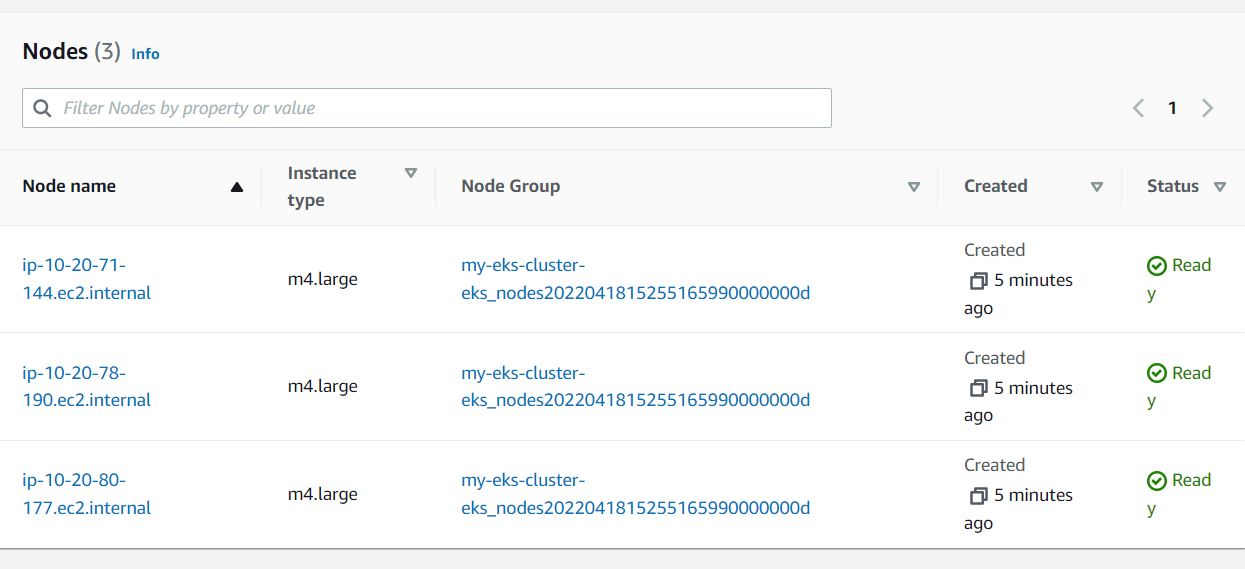 Nodes (3) Info
Filter Nodes by property or value
1
Node name
Instance
type
Node Group
Created
Status
ip-10-20-71-
144.ec2.internal
m4.large
my-eks-cluster-
eks_nodes20220418152551659900000000d
Created
5 minutes
ago
Read
y
ip-10-20-78-
190.ec2.internal
m4.large
my-eks-cluster-
eks_nodes20220418152551659900000000d
Created
5 minutes
ago
Read
y
ip-10-20-80-
177.ec2.internal
m4.large
my-eks-cluster-
eks_nodes20220418152551659900000000d
Created
5 minutes
ago
Read
y